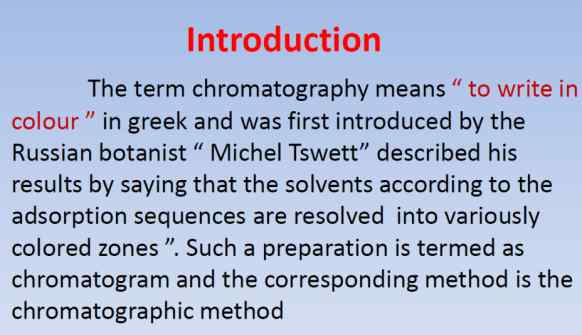 Introduction
The term chromatography means “ to write in
colour ” in greek and was first introduced by the
Russian botanist “ Michel Tswett” described his
results by saying that the solvents according to the
adsorption sequences are resolved  into variously
colored zones ”. Such a preparation is termed as
chromatogram and the corresponding method is the
chromatographic method